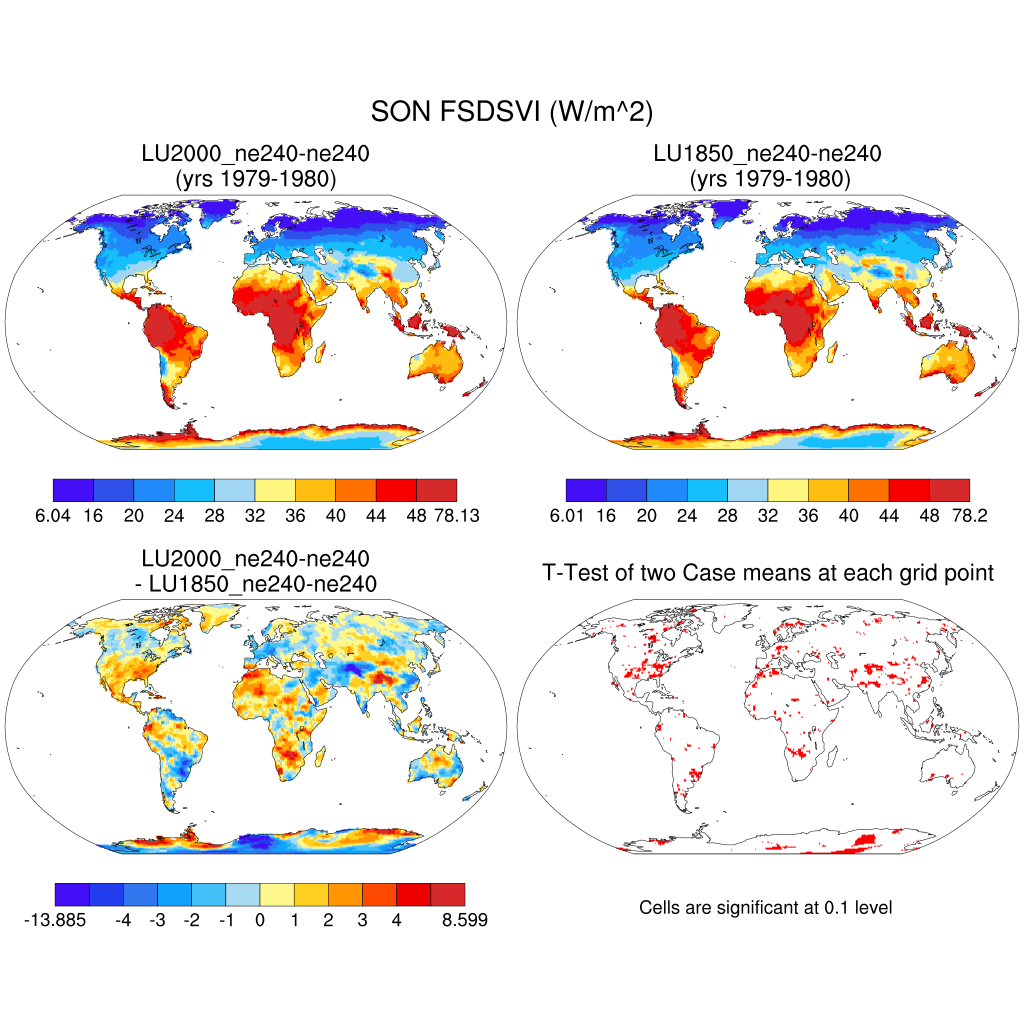 SON FSDSVI (W/m^2)
LU2000_ne240-ne240
(yrs 1979-1980)
LU1850_ne240-ne240
(yrs 1979-1980)
6.04 16 20 24 28 32 36 40 44 48 78.13
6.01 16 20 24 28 32 36 40 44 48 78.2
LU2000_ne240-ne240
- LU1850_ne240-ne240
T-Test of two Case means at each grid point
-13.885 -4 -3 -2 -1 0 1 2 3 4 8.599
Cells are significant at 0.1 level